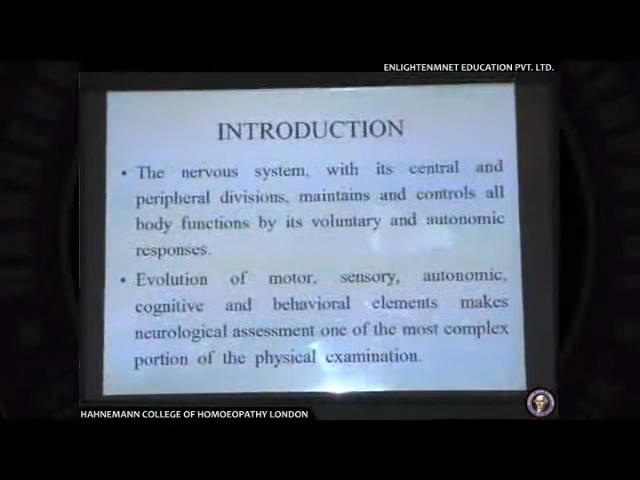 ENLIGHTENMNET EDUCATION PVT. LTD.
INTRODUCTION
• The nervous system, with its central and
peripheral divisions, maintains and controls all
body functions by its voluntary and autonomic
responses.
• Evolution of motor, sensory, autonomic,
cognitive and behavioral elements makes
neurological assessment one of the most complex
portion of the physical examination.
HAHNEMANN COLLEGE OF HOMOEOPATHY LONDON